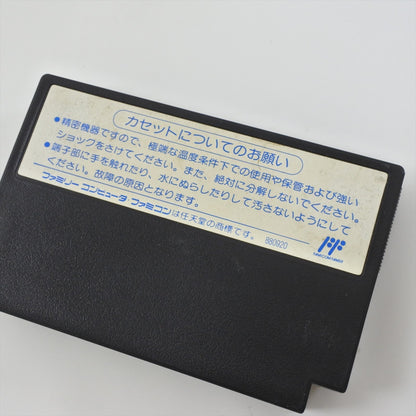 カセットについてのお願い
●精密機器ですので、極端な温度条件下での使用や保管および強い
ショックをさけてください。また、絶対に分解しないでください。
●端子部に手を触れたり、水にぬらしたりして汚さないようにして
ください。故障の原因となります。
ファミリーコンピュータ・ファミコンは任天堂の商標です。 880920
FF